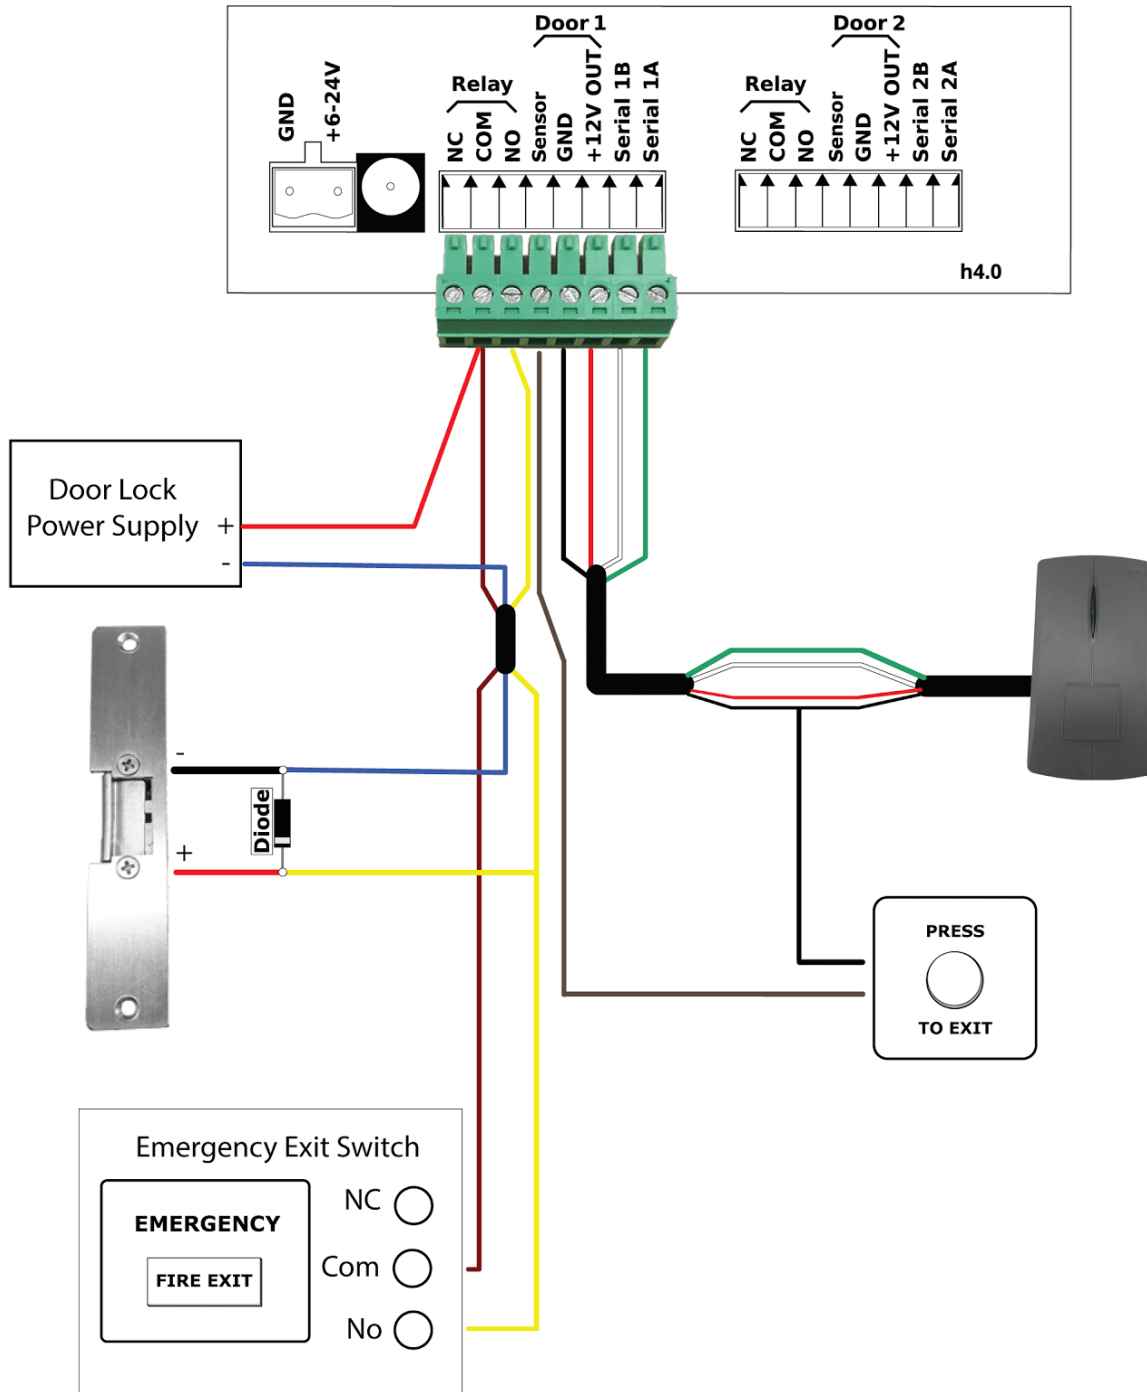 Door 1
Door 2
GND
+6-24V
Relay
NC
COM
NO
Sensor
GND
+12V OUT
Serial 1B
Serial 1A
Relay
NC
COM
NO
Sensor
GND
+12V OUT
Serial 2B
Serial 2A
h4.0
Door Lock
Power Supply
+
-
-
Diode
+
PRESS
TO EXIT
Emergency Exit Switch
EMERGENCY
FIRE EXIT
NC
Com
No